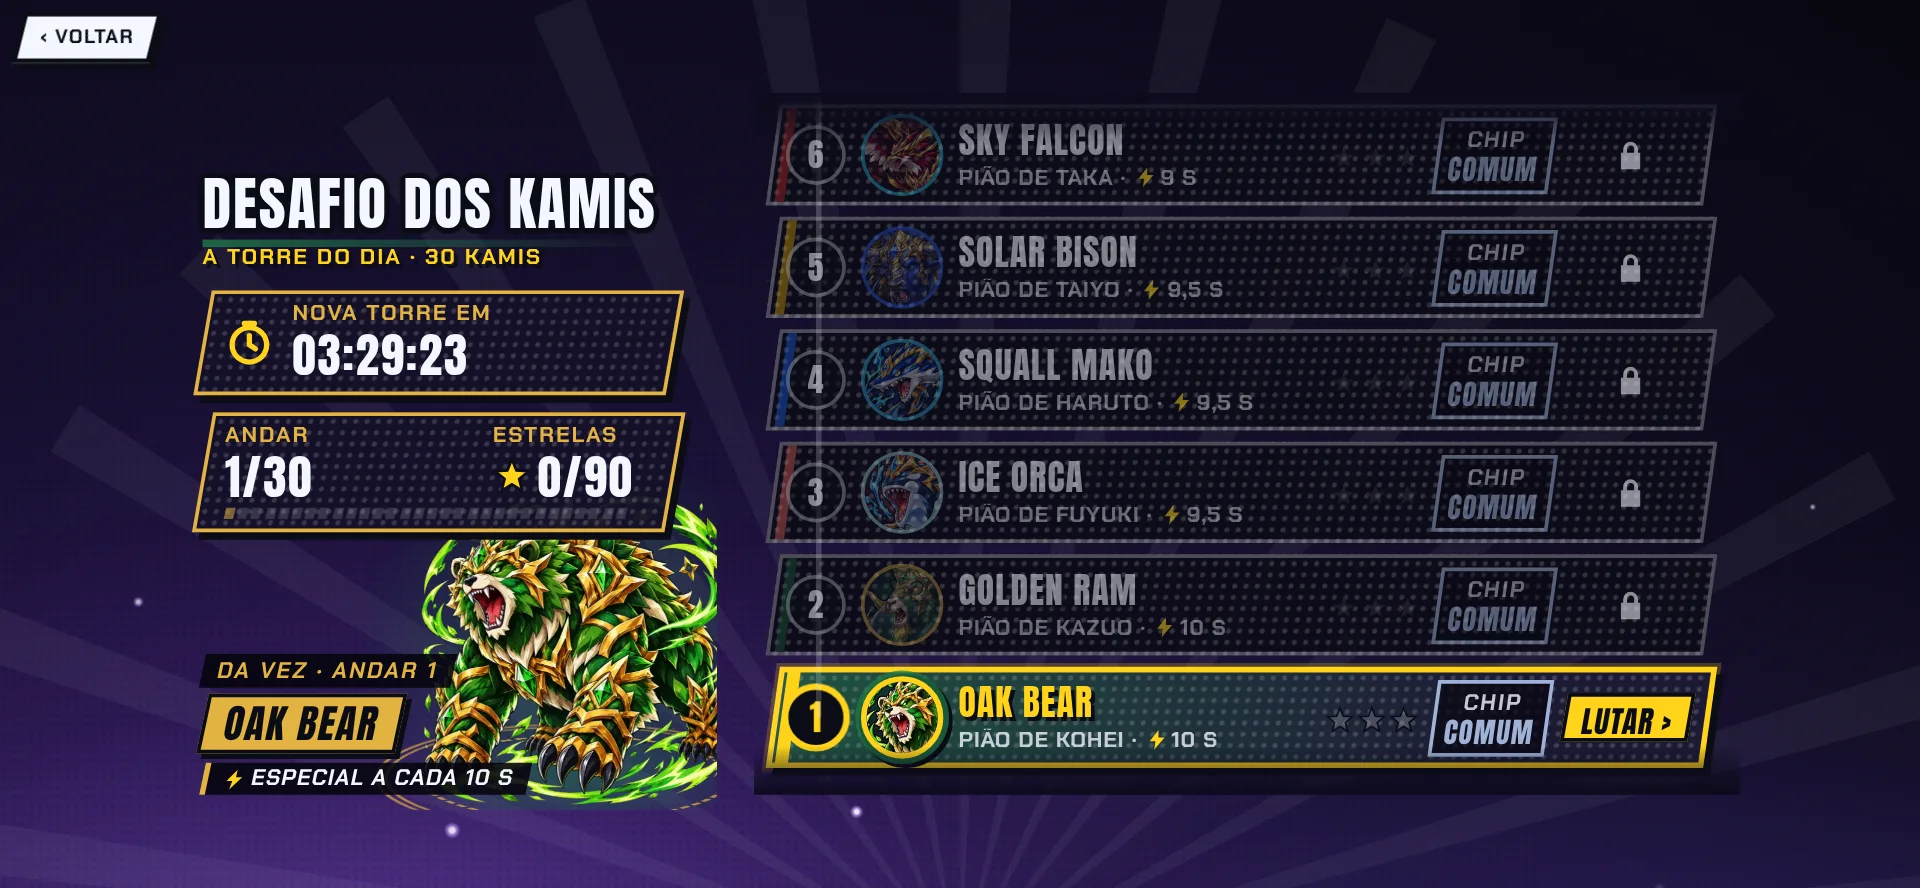 ‹ VOLTAR
DESAFIO DOS KAMIS
A TORRE DO DIA · 30 KAMIS
NOVA TORRE EM
03:29:23
ANDAR
1/30
ESTRELAS
0/90
DA VEZ · ANDAR 1
OAK BEAR
ESPECIAL A CADA 10 S
6
SKY FALCON
PIÃO DE TAKA · 9 S
CHIP
COMUM
5
SOLAR BISON
PIÃO DE TAIYO · 9,5 S
CHIP
COMUM
4
SQUALL MAKO
PIÃO DE HARUTO · 9,5 S
CHIP
COMUM
3
ICE ORCA
PIÃO DE FUYUKI · 9,5 S
CHIP
COMUM
2
GOLDEN RAM
PIÃO DE KAZUO · 10 S
CHIP
COMUM
1
OAK BEAR
PIÃO DE KOHEI · 10 S
CHIP
COMUM
LUTAR ›